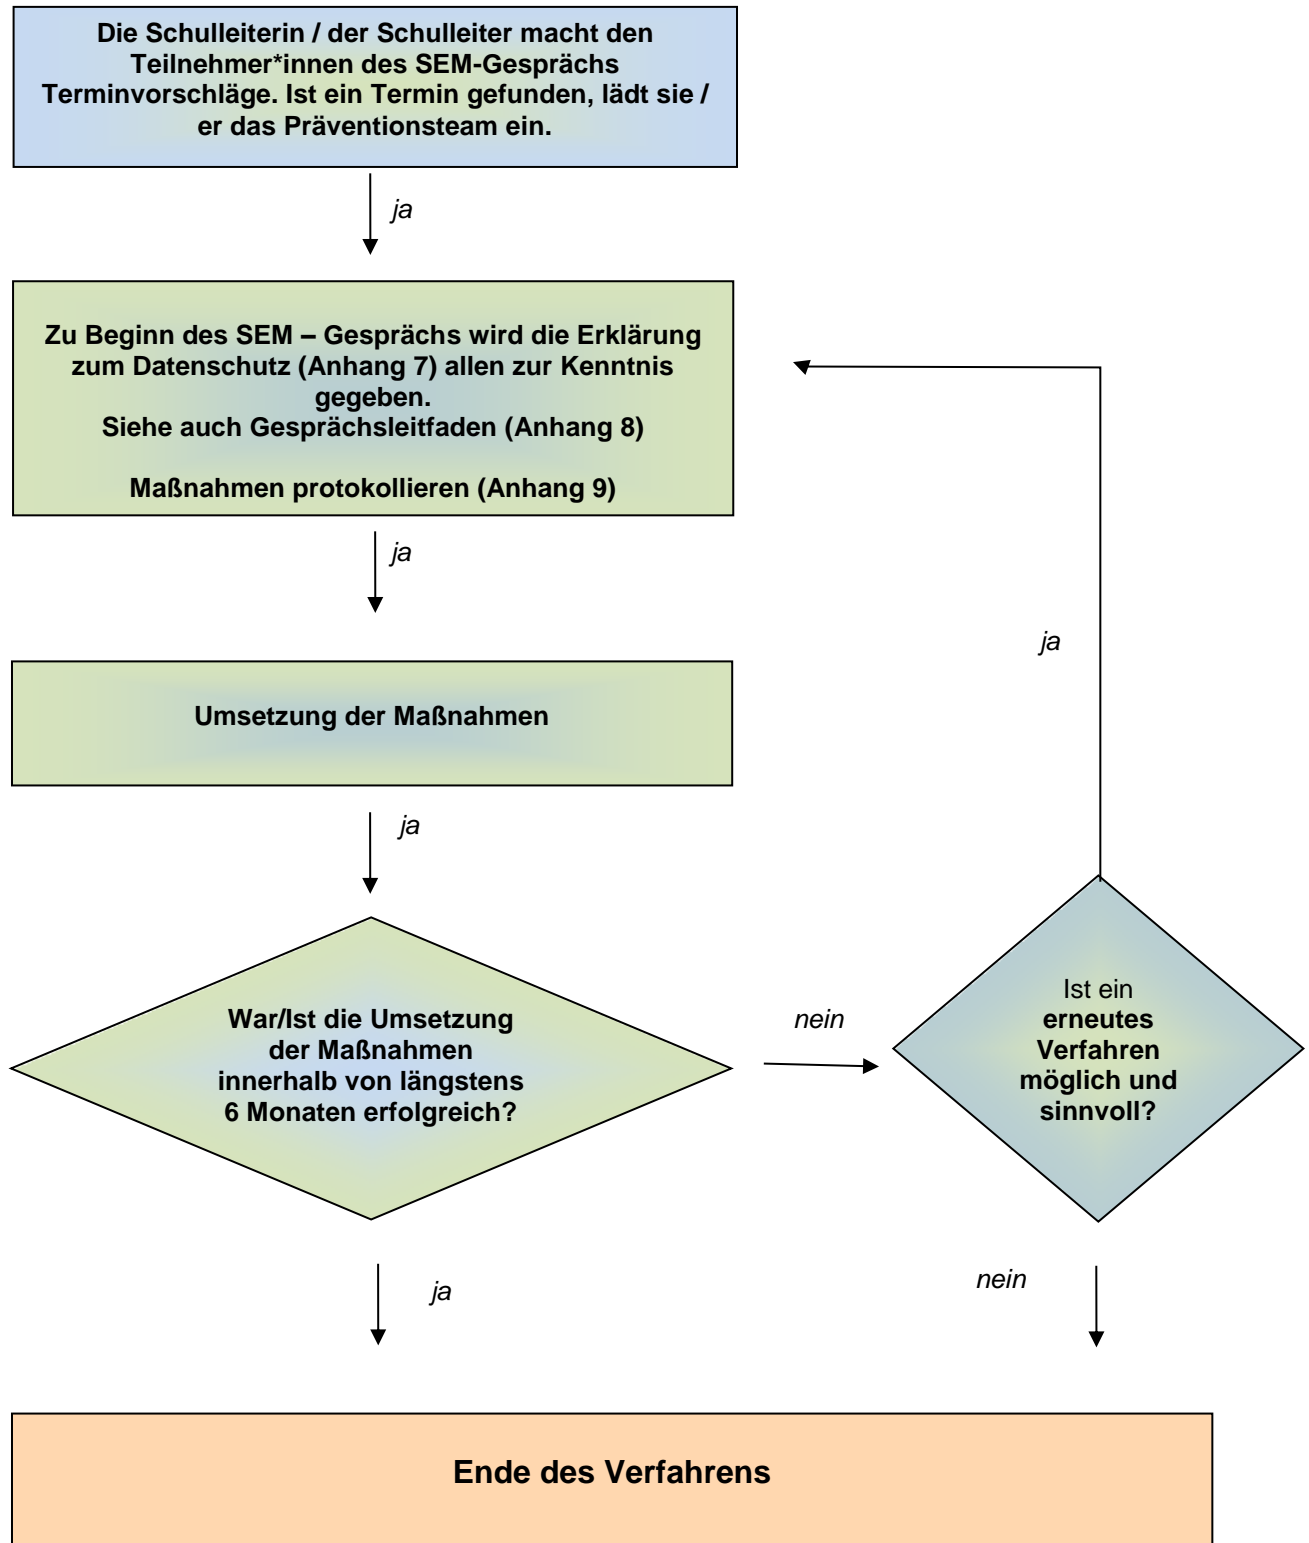 Die Schulleiterin / der Schulleiter macht den
Teilnehmer*innen des SEM-Gesprächs
Terminvorschläge. Ist ein Termin gefunden, lädt sie /
er das Präventionsteam ein.
ja
Zu Beginn des SEM – Gesprächs wird die Erklärung
zum Datenschutz (Anhang 7) allen zur Kenntnis
gegeben.
Siehe auch Gesprächsleitfaden (Anhang 8)
Maßnahmen protokollieren (Anhang 9)
ja
ja
Umsetzung der Maßnahmen
ja
War/Ist die Umsetzung
der Maßnahmen
innerhalb von längstens
6 Monaten erfolgreich?
nein
Ist ein
erneutes
Verfahren
möglich und
sinnvoll?
ja
nein
Ende des Verfahrens